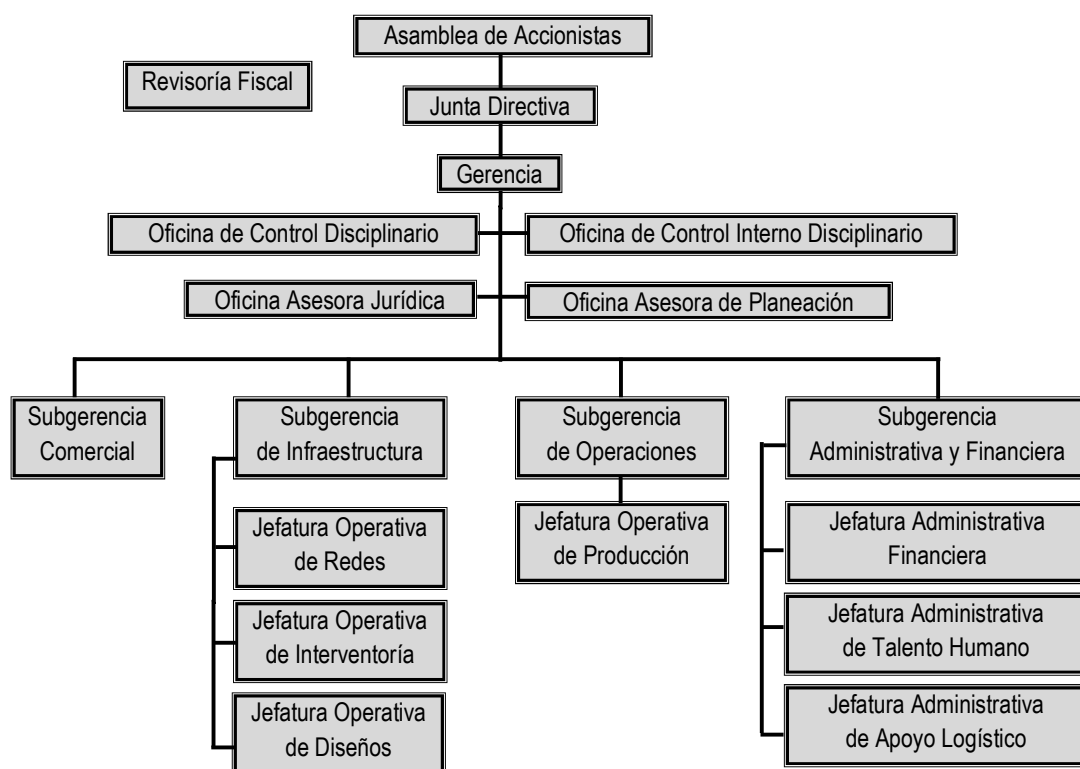 Asamblea de Accionistas
Revisoría Fiscal
Junta Directiva
Gerencia
Oficina de Control Disciplinario
Oficina de Control Interno Disciplinario
Oficina Asesora Jurídica
Oficina Asesora de Planeación
Subgerencia
Comercial
Subgerencia
de Infraestructura
Subgerencia
de Operaciones
Subgerencia
Administrativa y Financiera
Jefatura Operativa
de Redes
Jefatura Operativa
de Producción
Jefatura Administrativa
Financiera
Jefatura Operativa
de Interventoría
Jefatura Administrativa
de Talento Humano
Jefatura Operativa
de Diseños
Jefatura Administrativa
de Apoyo Logístico